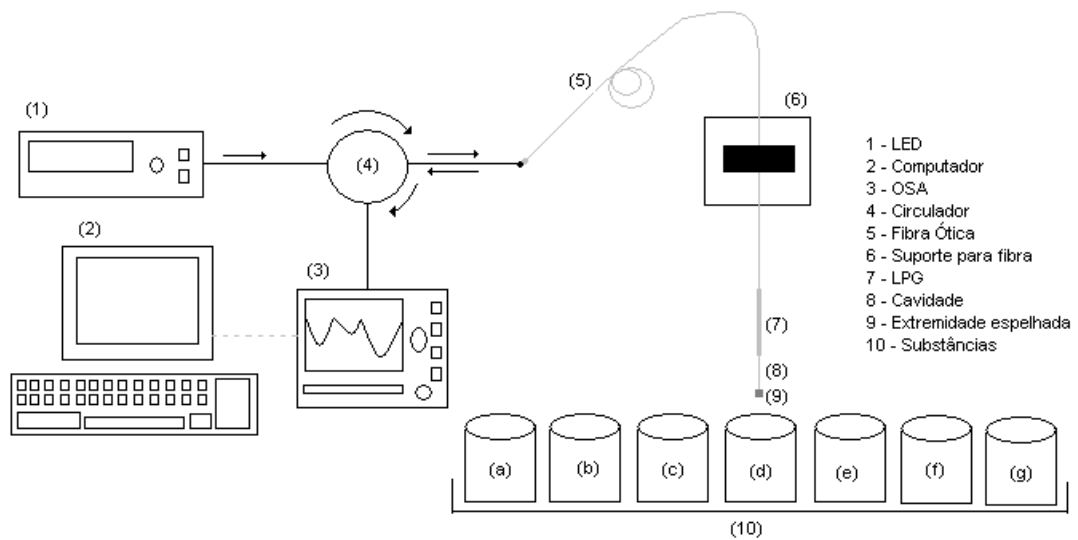 (1)
(2)
(3)
(4)
(5)
(6)
(7)
(8)
(9)
1 - LED
2 - Computador
3 - OSA
4 - Circulador
5 - Fibra Ótica
6 - Suporte para fibra
7 - LPG
8 - Cavidade
9 - Extremidade espelhada
10 - Substâncias
(a) (b) (c) (d) (e) (f) (g)
(10)